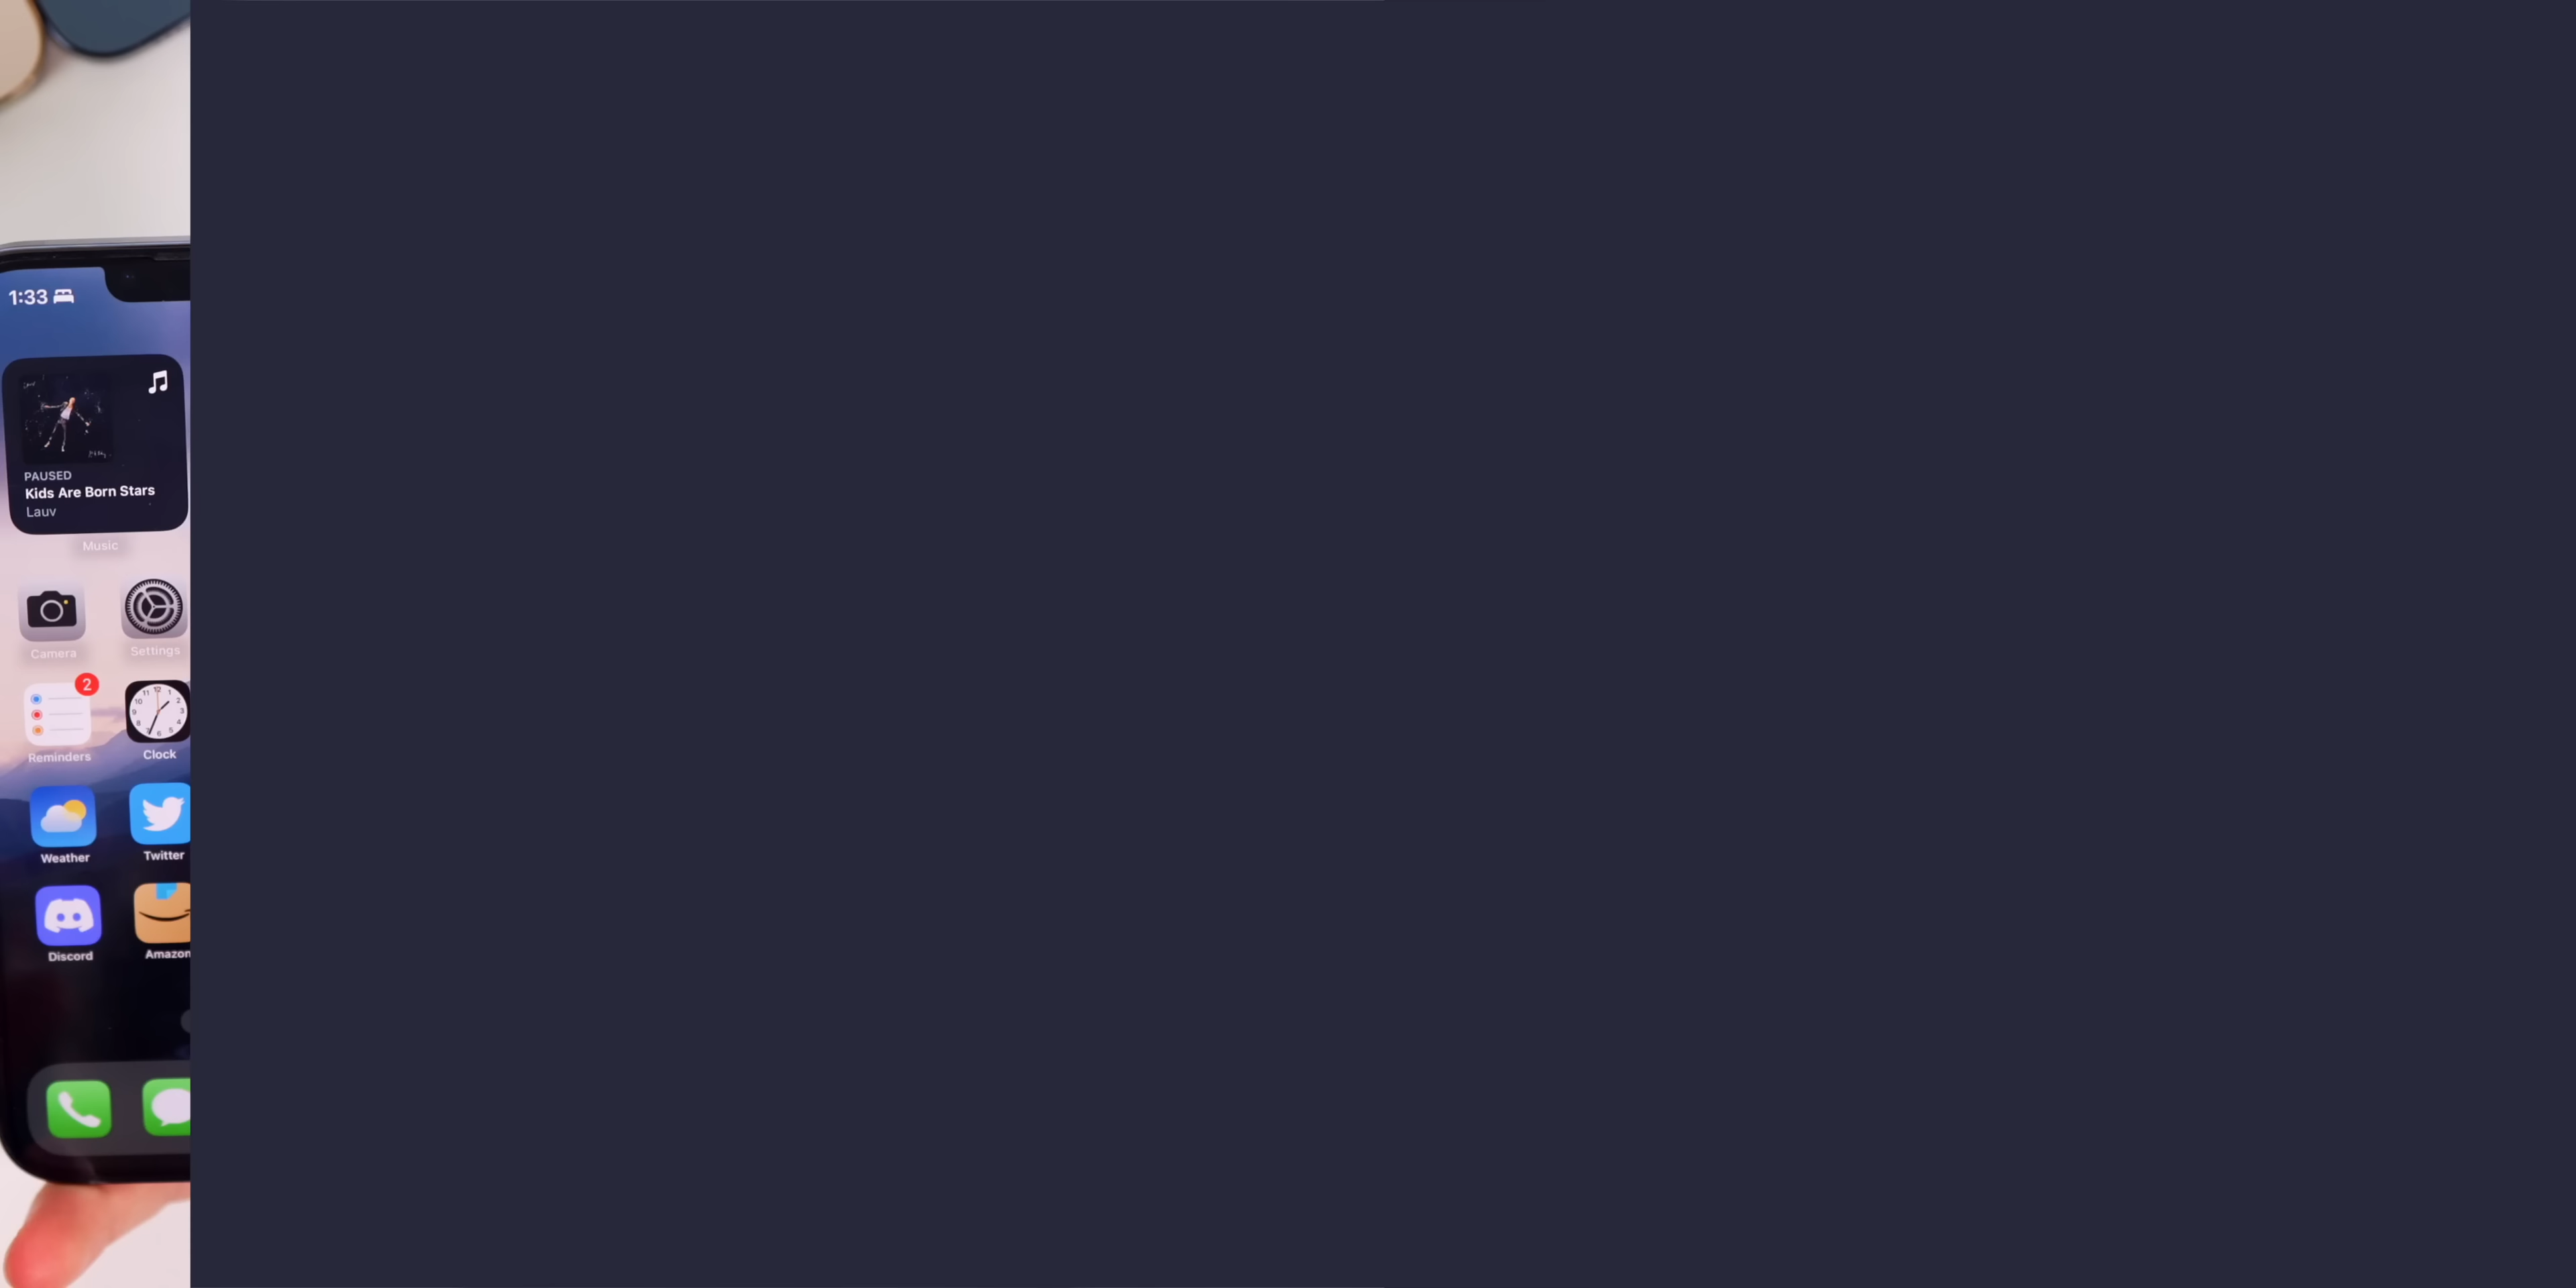 1:33
PAUSED
Kids Are Born Stars
Lauv
Music
Camera
Settings
2
Reminders
Clock
Weather
Twitter
Discord
Amazon